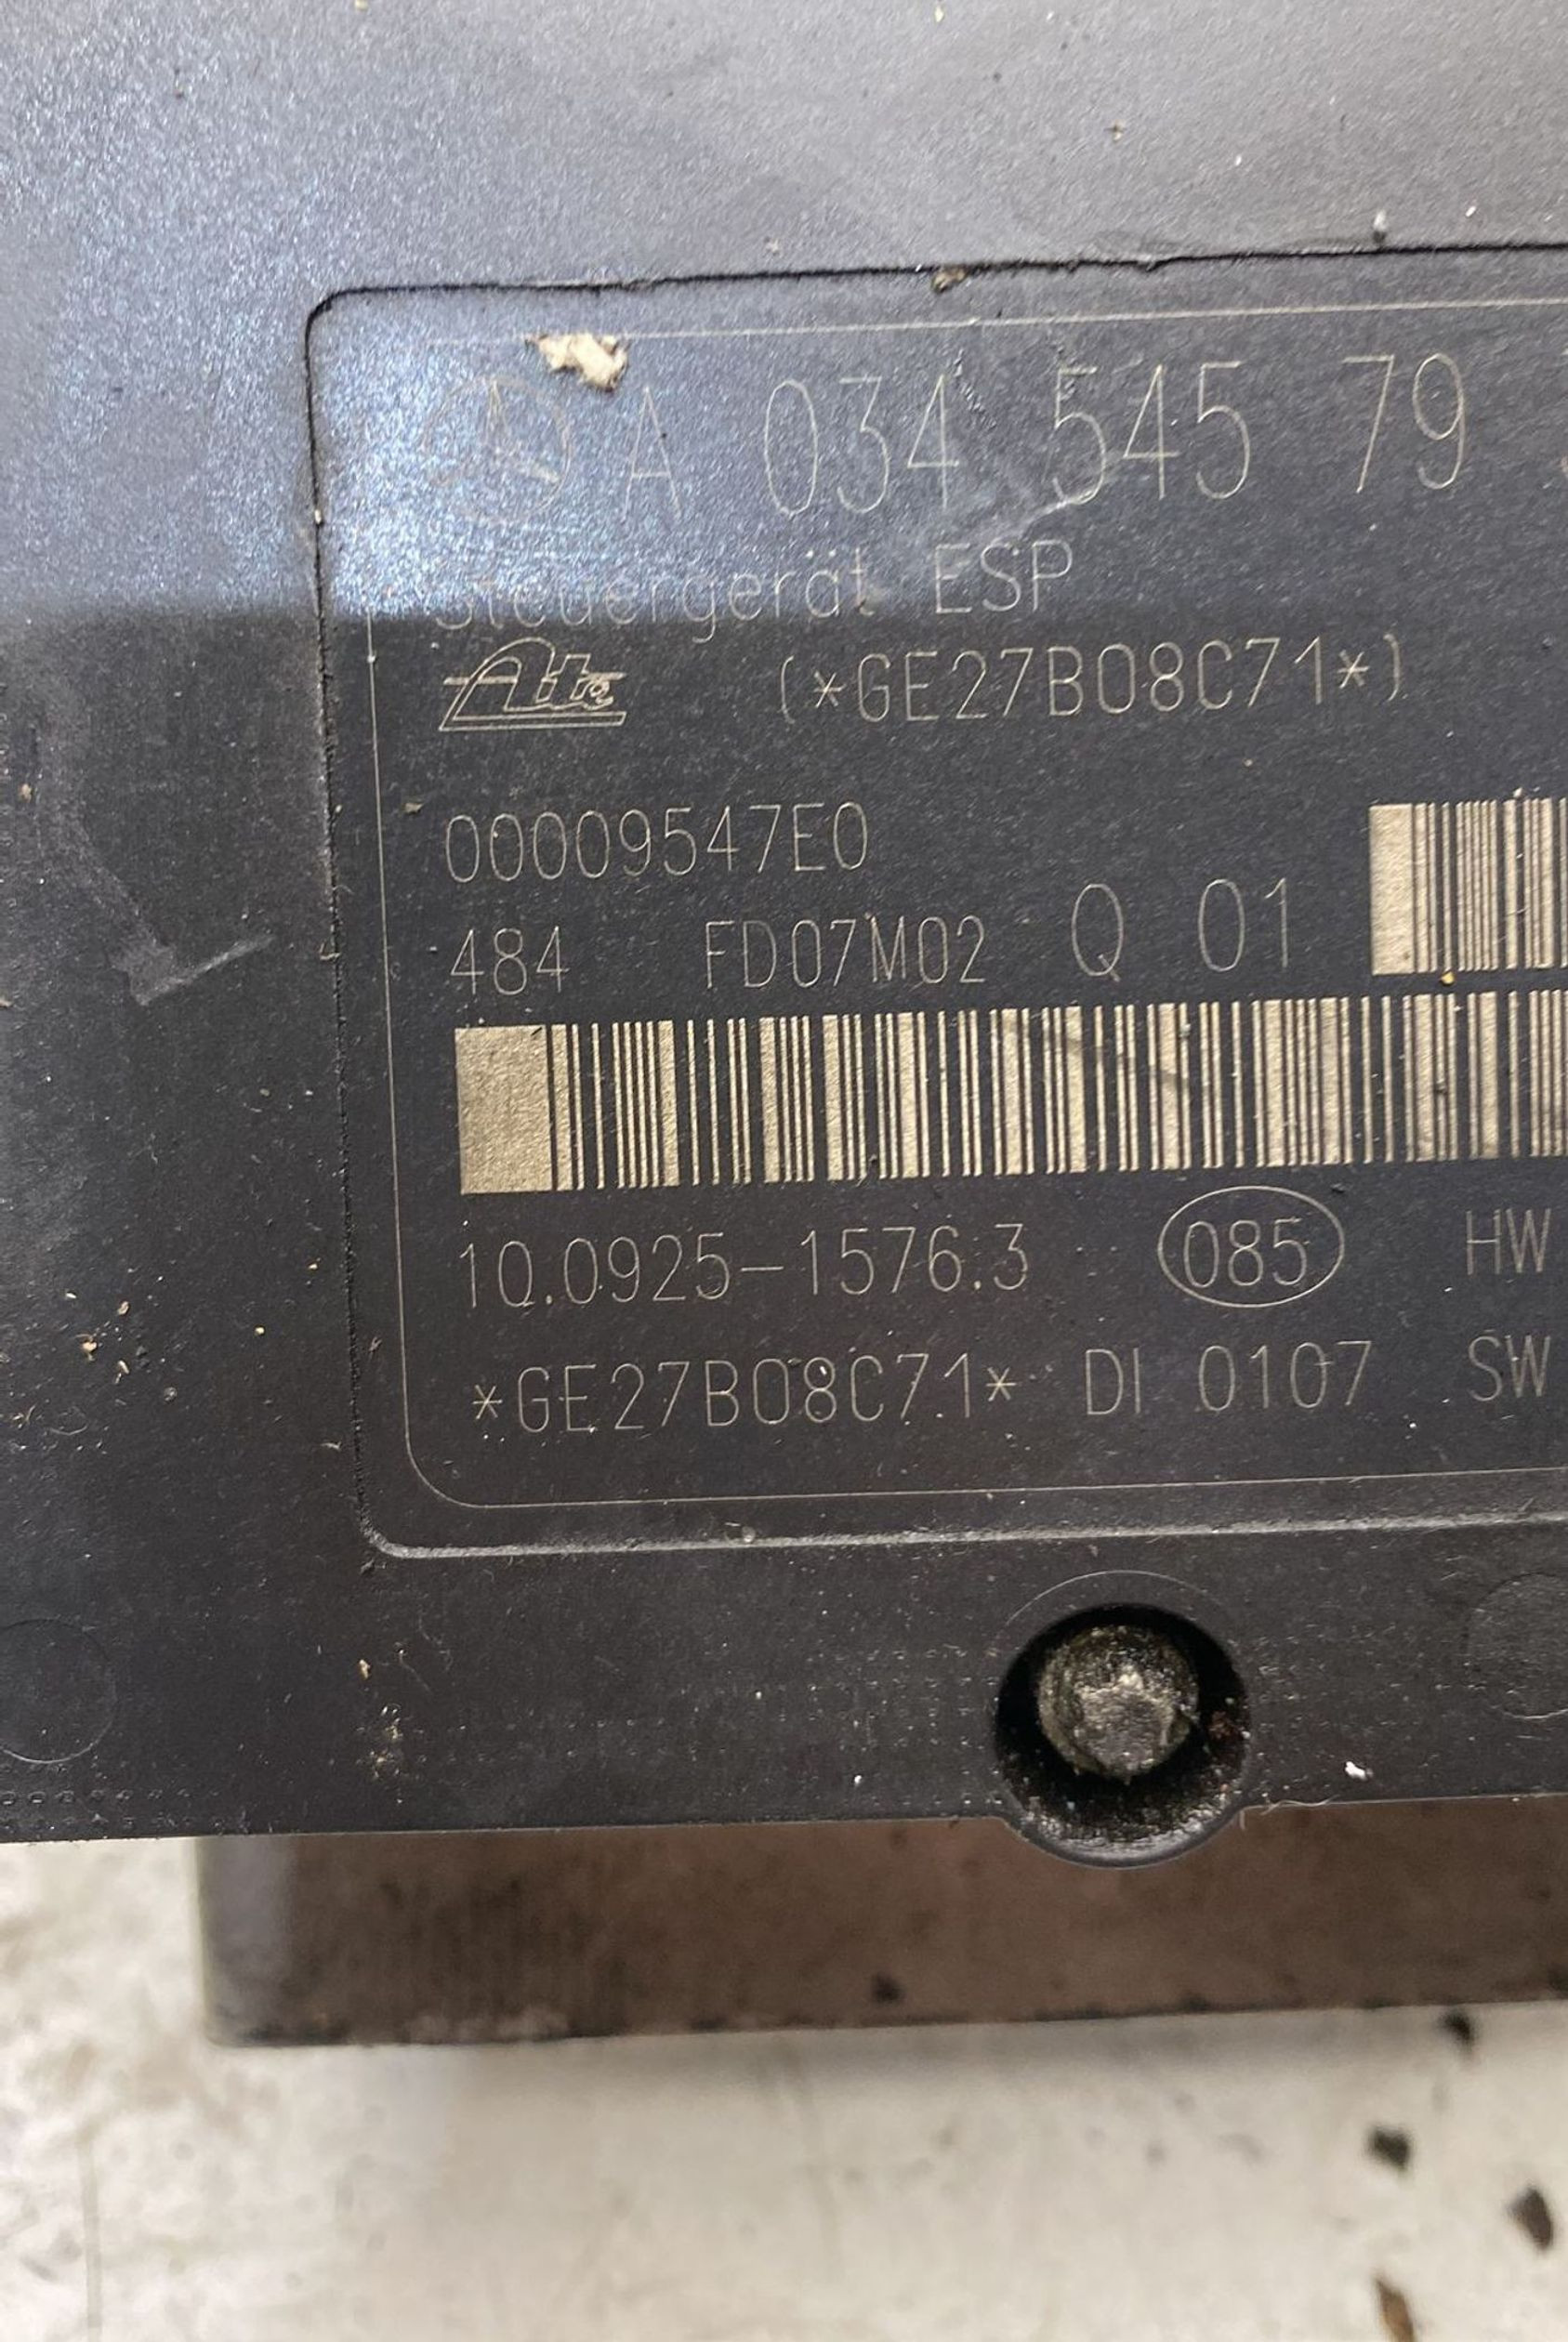 A 034 545 79
Steuergerät ESP
Ate (*GE27B08C71*)
00009547E0
484 FD07M02 Q 01
10.0925-1576.3 085 HW
*GE27B08C71* DI 0107 SW